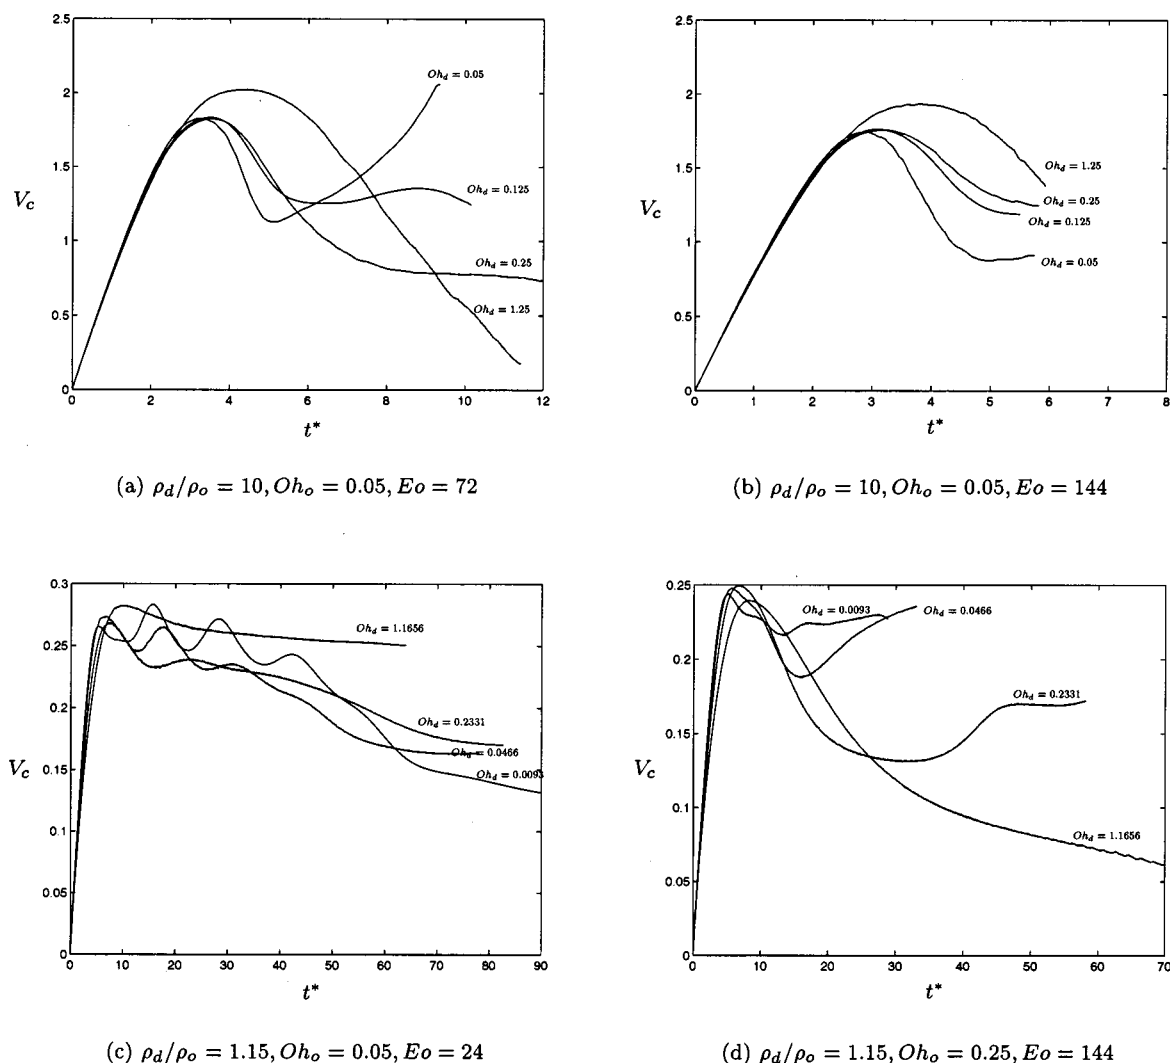 2.5
2
1.5
V_c
1
0.5
0
0 2 4 6 8 10 12
t*
Oh_d = 0.05
Oh_d = 0.125
Oh_d = 0.25
Oh_d = 1.25
(a) ρ_d/ρ_o = 10, Oh_o = 0.05, Eo = 72
2.5
2
1.5
V_c
1
0.5
0
0 1 2 3 4 5 6 7 8
t*
Oh_d = 1.25
Oh_d = 0.25
Oh_d = 0.125
Oh_d = 0.05
(b) ρ_d/ρ_o = 10, Oh_o = 0.05, Eo = 144
0.3
0.25
0.2
V_c
0.15
0.1
0.05
0
0 10 20 30 40 50 60 70 80 90
t*
Oh_d = 1.1656
Oh_d = 0.2331
Oh_d = 0.0466
Oh_d = 0.0093
(c) ρ_d/ρ_o = 1.15, Oh_o = 0.05, Eo = 24
0.25
0.2
0.15
V_c
0.1
0.05
0
0 10 20 30 40 50 60 70
t*
Oh_d = 0.0093
Oh_d = 0.0466
Oh_d = 0.2331
Oh_d = 1.1656
(d) ρ_d/ρ_o = 1.15, Oh_o = 0.25, Eo = 144